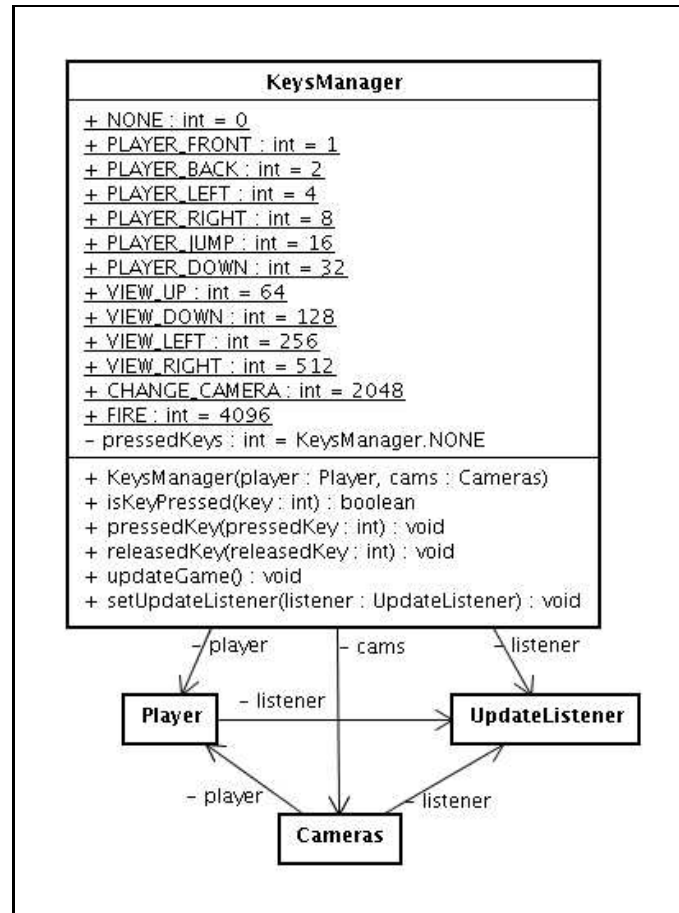 KeysManager
+ NONE : int = 0
+ PLAYER_FRONT : int = 1
+ PLAYER_BACK : int = 2
+ PLAYER_LEFT : int = 4
+ PLAYER_RIGHT : int = 8
+ PLAYER_JUMP : int = 16
+ PLAYER_DOWN : int = 32
+ VIEW_UP : int = 64
+ VIEW_DOWN : int = 128
+ VIEW_LEFT : int = 256
+ VIEW_RIGHT : int = 512
+ CHANGE_CAMERA : int = 2048
+ FIRE : int = 4096
- pressedKeys : int = KeysManager.NONE
+ KeysManager(player : Player, cams : Cameras)
+ isKeyPressed(key : int) : boolean
+ pressedKey(pressedKey : int) : void
+ releasedKey(releasedKey : int) : void
+ updateGame() : void
+ setUpdateListener(listener : UpdateListener) : void
- player
- cams
- listener
- listener
Player
UpdateListener
- player
- listener
Cameras